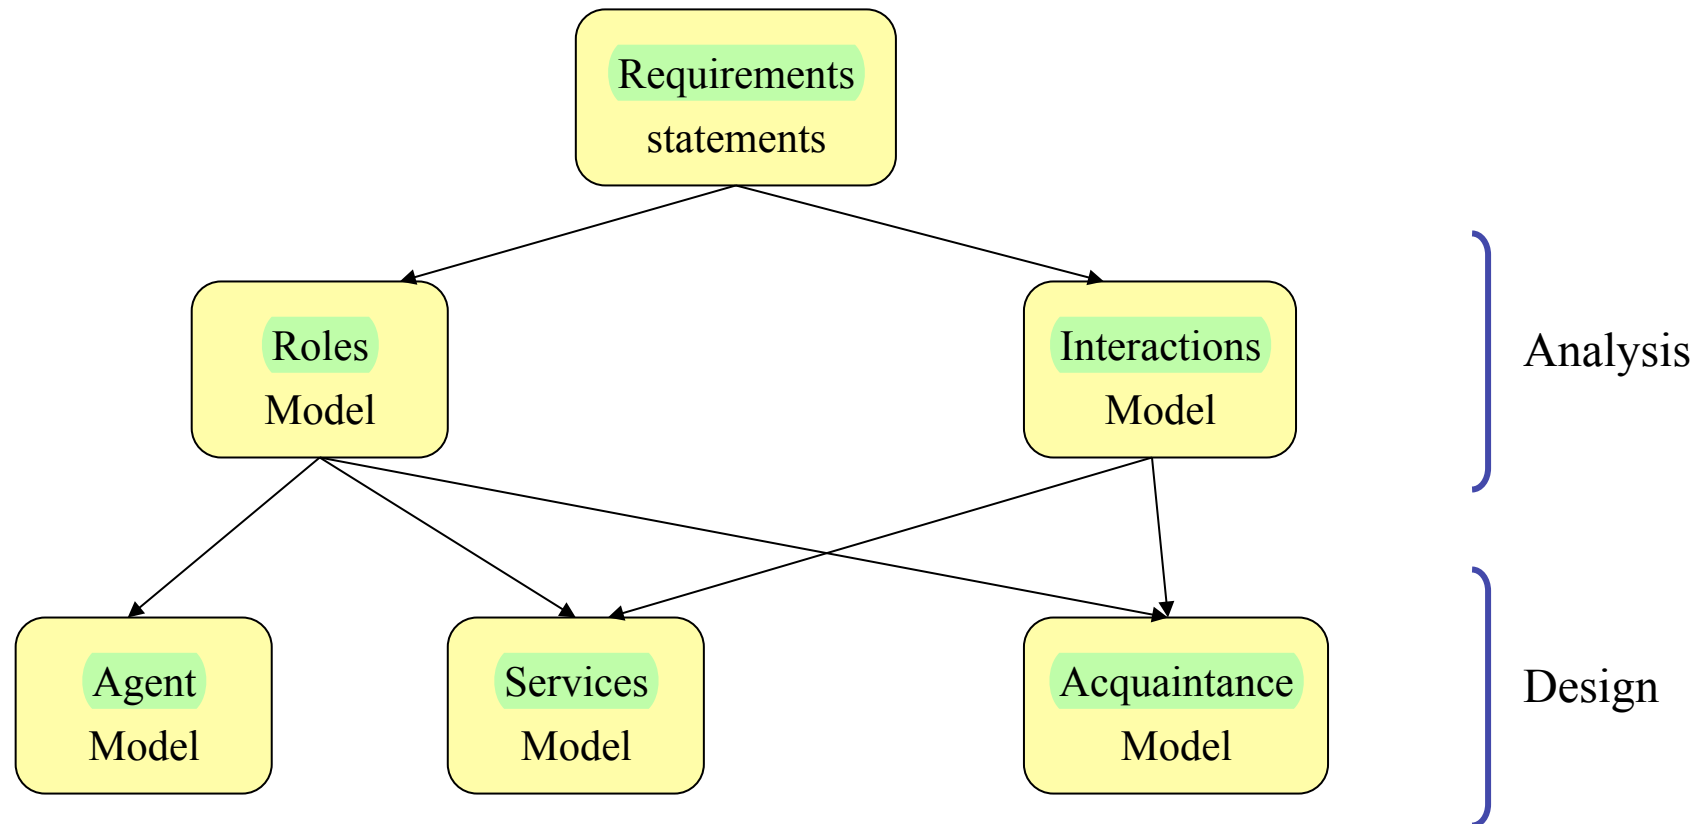 Requirements
statements
Roles
Model
Interactions
Model
Analysis
Agent
Model
Services
Model
Acquaintance
Model
Design